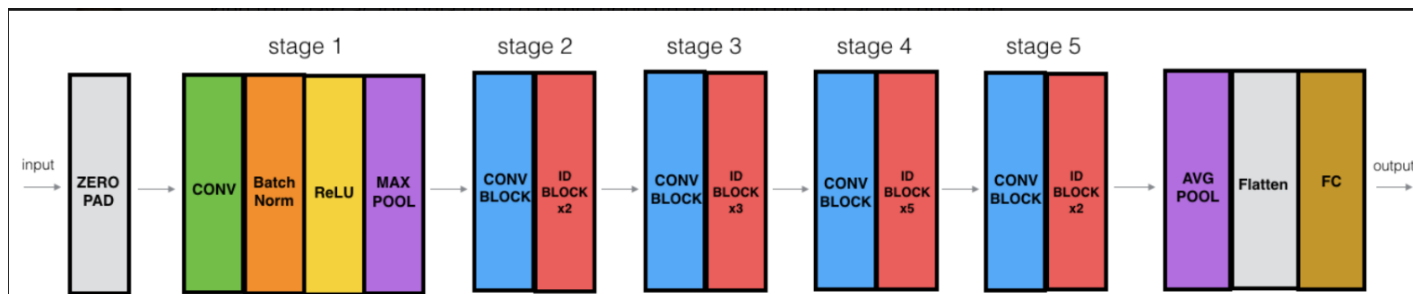 stage 1
stage 2
stage 3
stage 4
stage 5
input
ZERO
PAD
CONV
Batch
Norm
ReLU
MAX
POOL
CONV
BLOCK
ID
BLOCK
x2
CONV
BLOCK
ID
BLOCK
x3
CONV
BLOCK
ID
BLOCK
x5
CONV
BLOCK
ID
BLOCK
x2
AVG
POOL
Flatten
FC
output